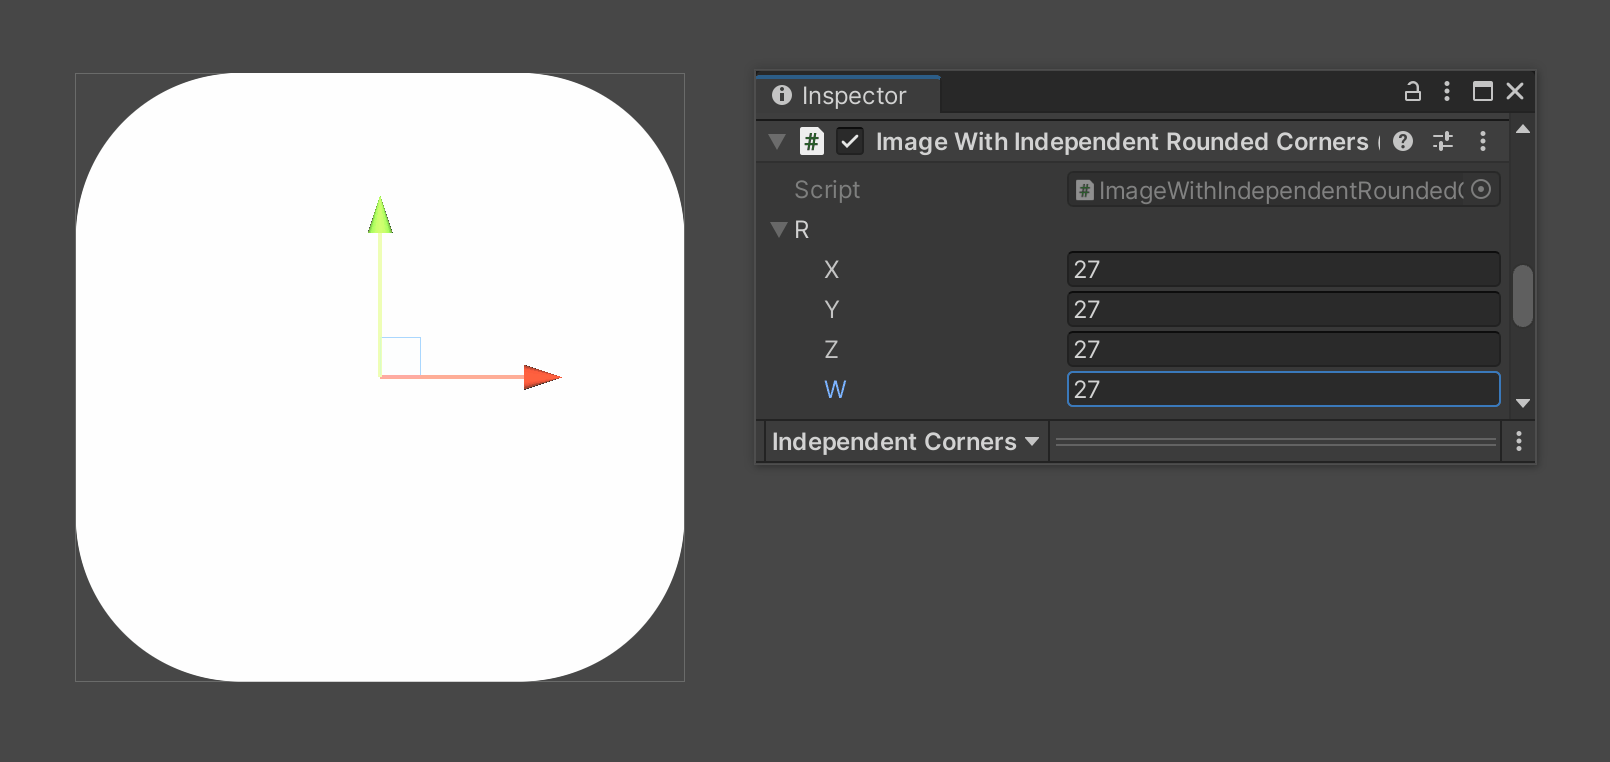 Inspector
Image With Independent Rounded Corners (
Script ImageWithIndependentRounded(
R
X 27
Y 27
Z 27
W 27
Independent Corners